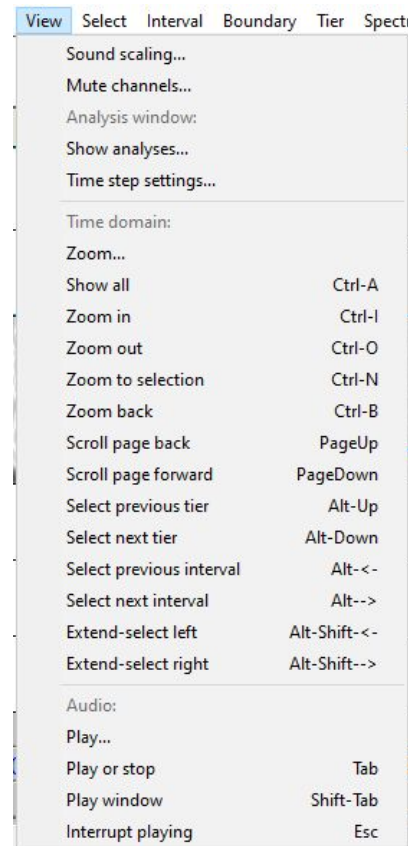 View Select Interval Boundary Tier Spectr
Sound scaling...
Mute channels...
Analysis window:
Show analyses...
Time step settings...
Time domain:
Zoom...
Show all Ctrl-A
Zoom in Ctrl-I
Zoom out Ctrl-O
Zoom to selection Ctrl-N
Zoom back Ctrl-B
Scroll page back PageUp
Scroll page forward PageDown
Select previous tier Alt-Up
Select next tier Alt-Down
Select previous interval Alt-<-
Select next interval Alt-->
Extend-select left Alt-Shift-<-
Extend-select right Alt-Shift-->
Audio:
Play...
Play or stop Tab
Play window Shift-Tab
Interrupt playing Esc